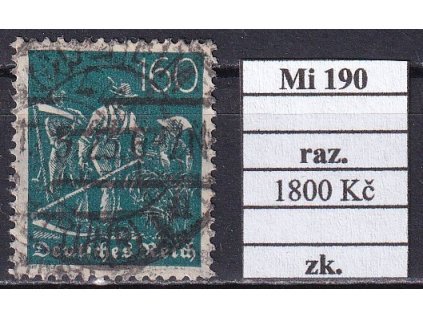 160
Deutsches Reich
Mi 190
raz.
1800 Kč
zk.